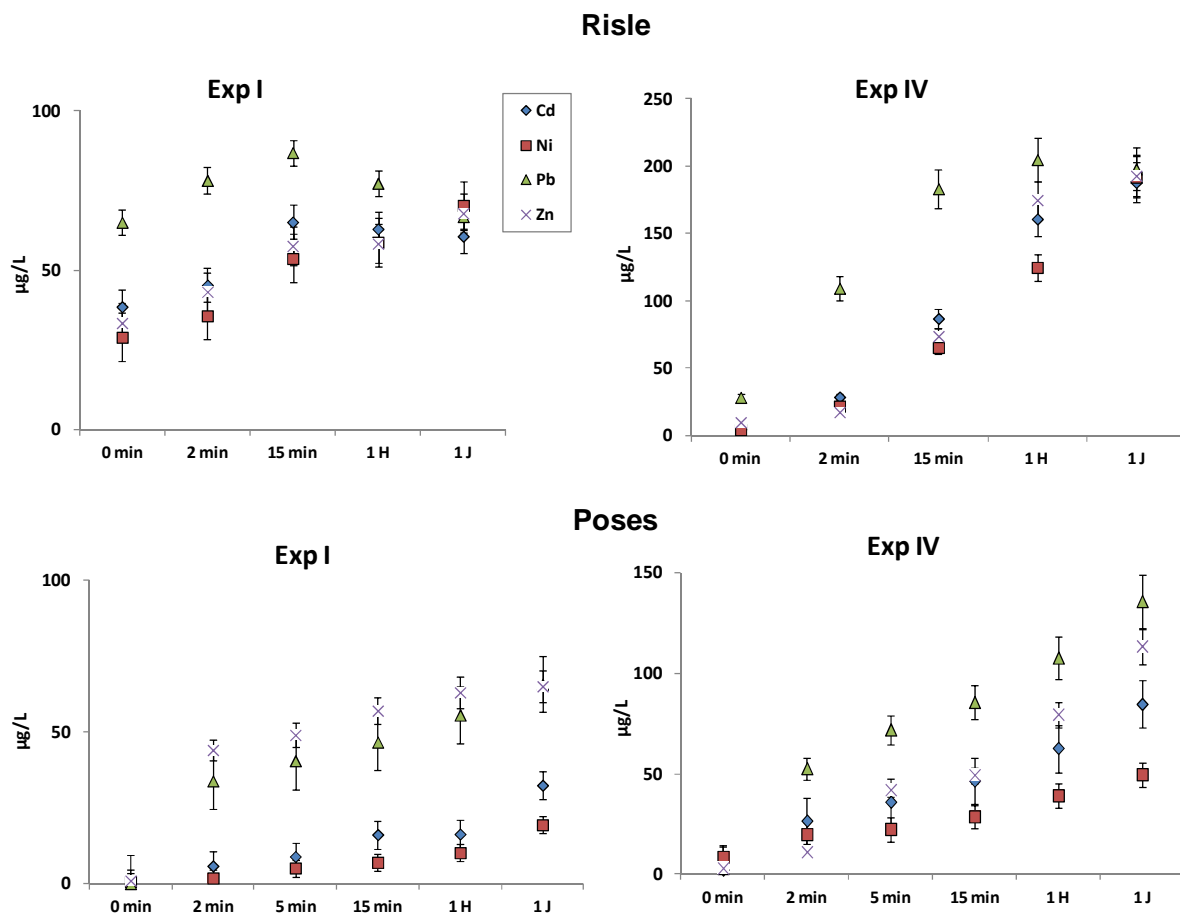 Risle
Exp I
100
50
0
µg/L
0 min 2 min 15 min 1 H 1 J
Cd
Ni
Pb
Zn
Exp IV
250
200
150
100
50
0
µg/L
0 min 2 min 15 min 1 H 1 J
Poses
Exp I
100
50
0
µg/L
0 min 2 min 5 min 15 min 1 H 1 J
Exp IV
150
100
50
0
µg/L
0 min 2 min 5 min 15 min 1 H 1 J